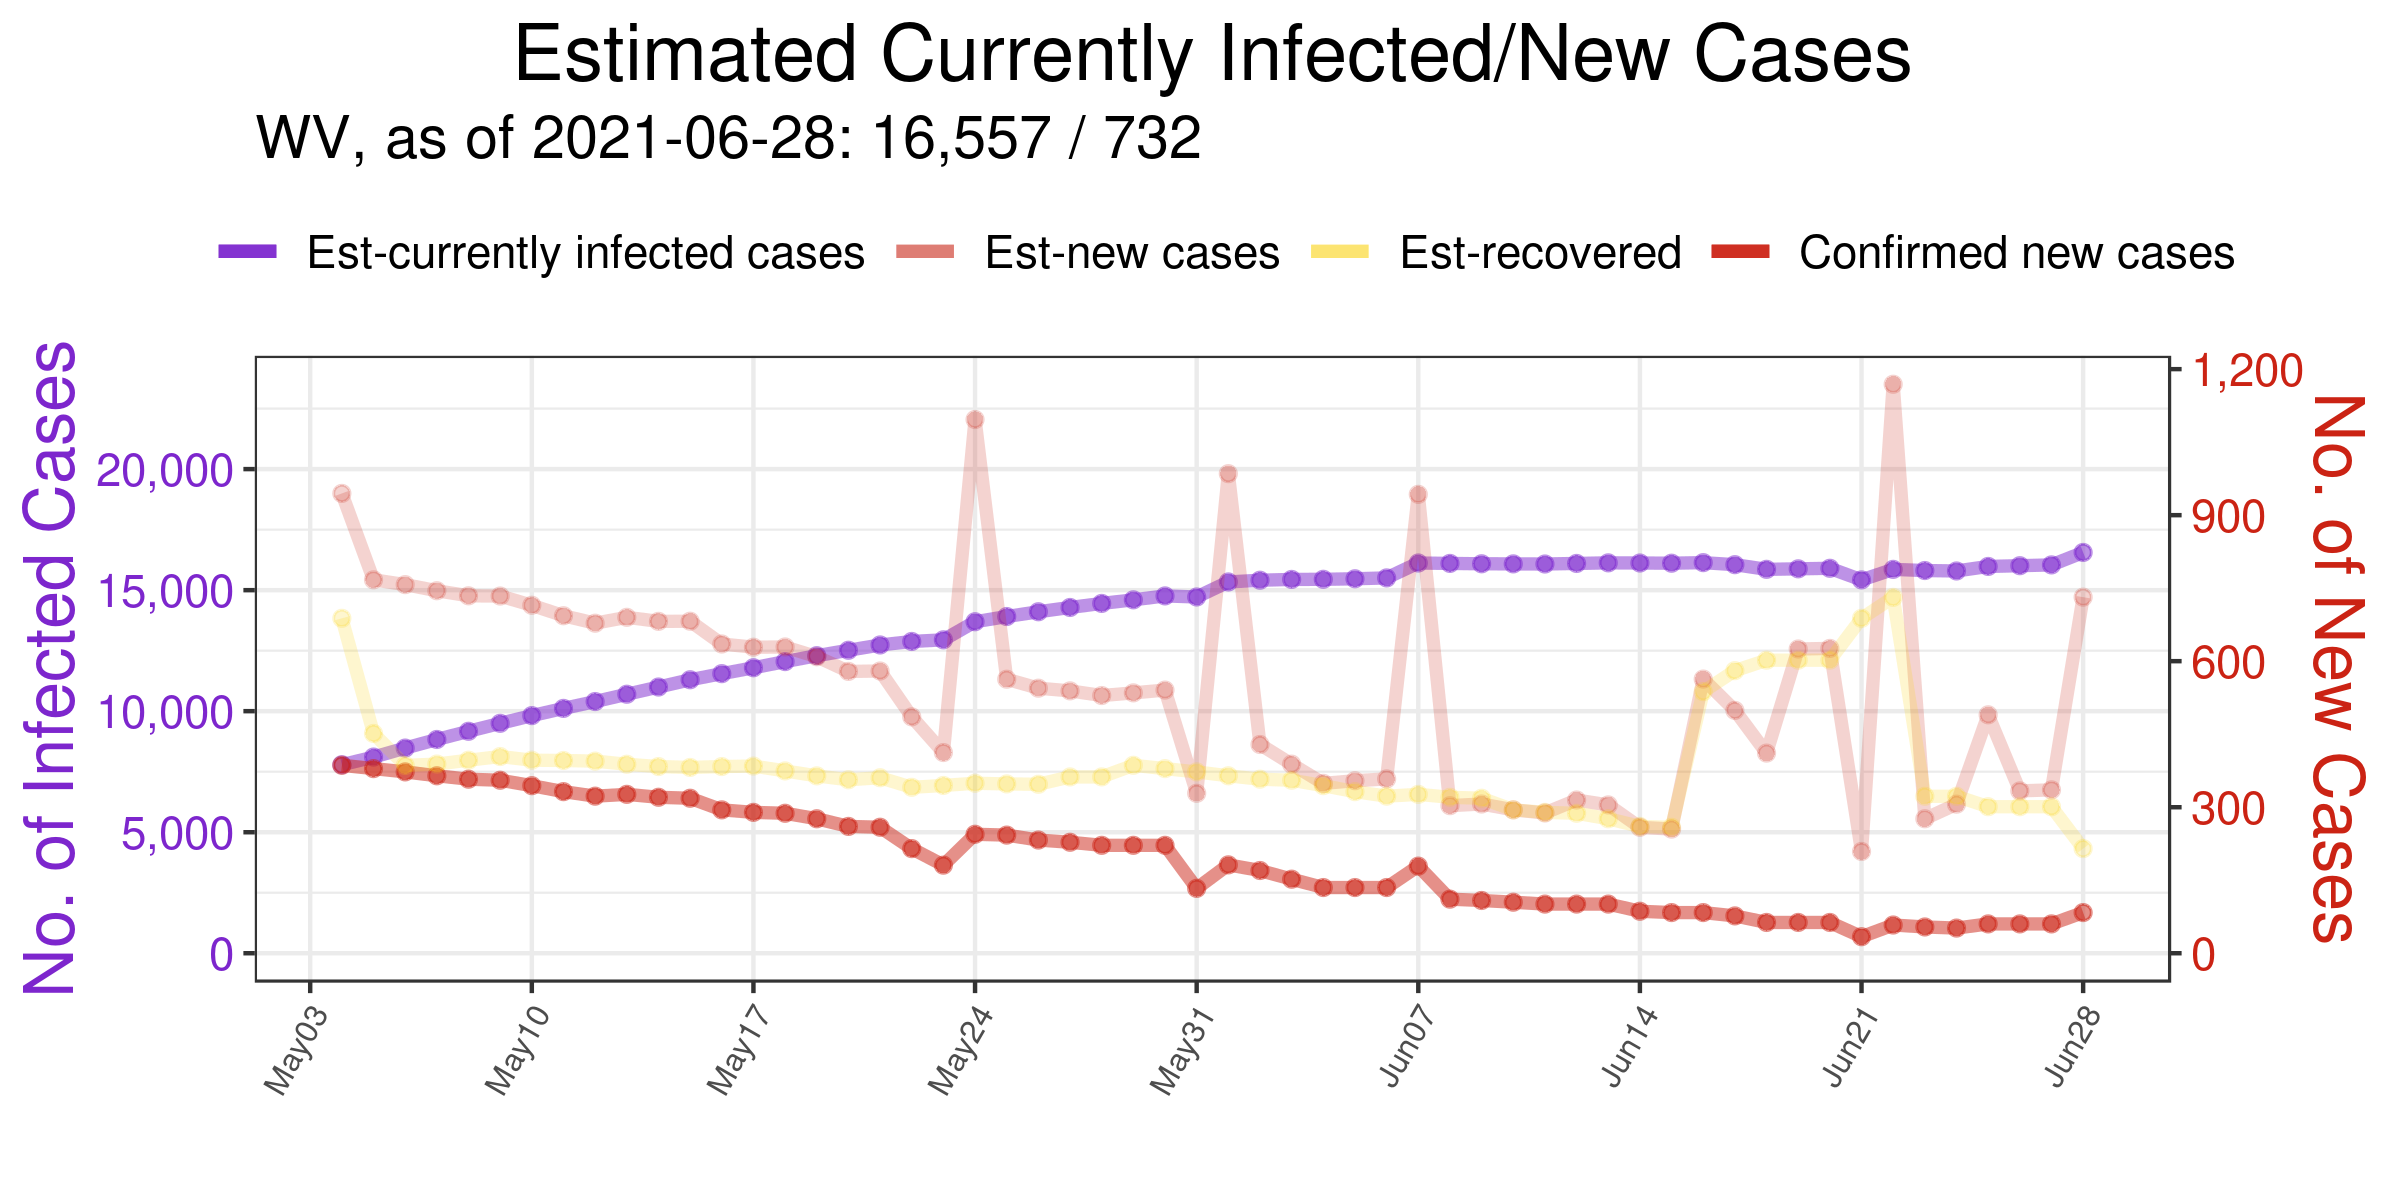 Estimated Currently Infected/New Cases
WV, as of 2021-06-28: 16,557 / 732
Est-currently infected cases Est-new cases Est-recovered Confirmed new cases
No. of Infected Cases
20,000
15,000
10,000
5,000
0
1,200
900
600
300
0
No. of New Cases
May03 May10 May17 May24 May31 Jun07 Jun14 Jun21 Jun28